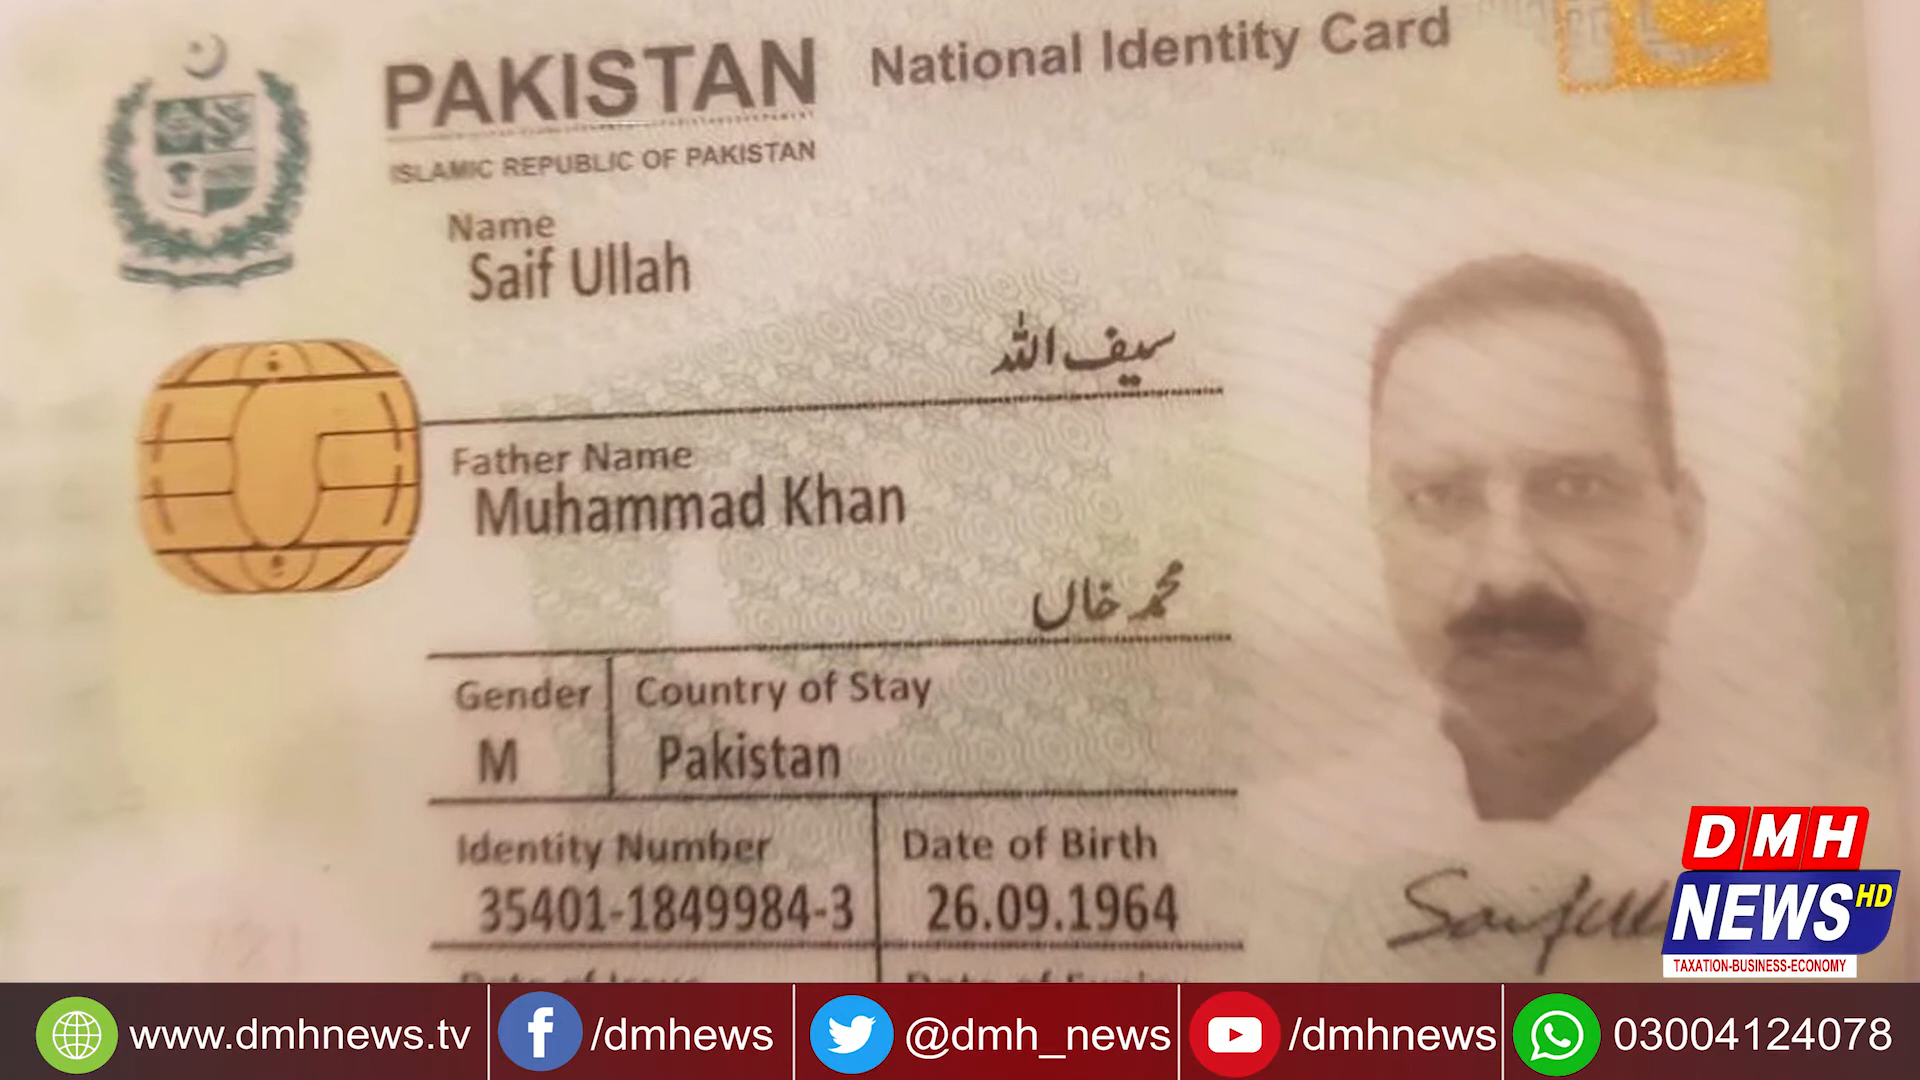 PAKISTAN National Identity Card
ISLAMIC REPUBLIC OF PAKISTAN
Name
Saif Ullah
سیف اللہ
Father Name
Muhammad Khan
محمد خاں
Gender Country of Stay
M Pakistan
Identity Number Date of Birth
35401-1849984-3 26.09.1964
DMH
NEWS HD
TAXATION-BUSINESS-ECONOMY
www.dmhnews.tv /dmhews @dmh_news /dmhnews 03004124078